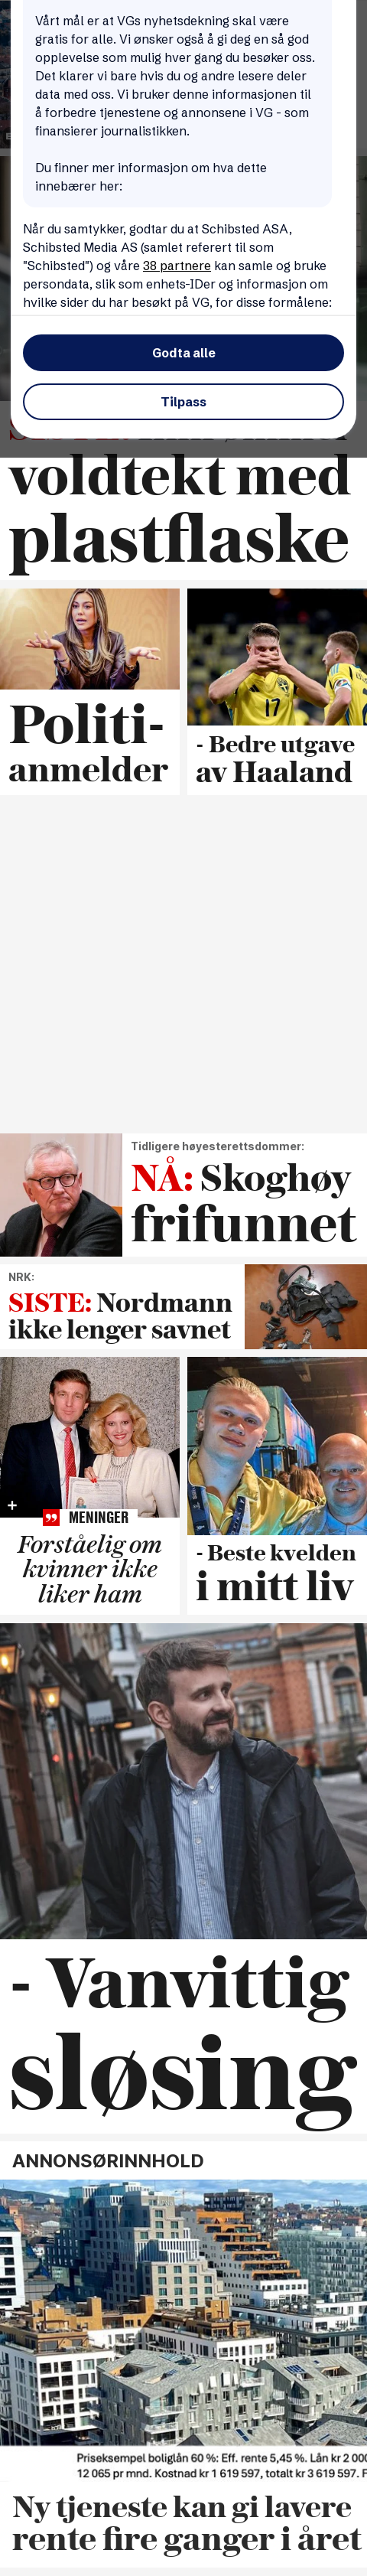 Vårt mål er at VGs nyhetsdekning skal være
gratis for alle. Vi ønsker også å gi deg en så god
opplevelse som mulig hver gang du besøker oss.
Det klarer vi bare hvis du og andre lesere deler
data med oss. Vi bruker denne informasjonen til
å forbedre tjenestene og annonsene i VG - som
finansierer journalistikken.
Du finner mer informasjon om hva dette
innebærer her:
Når du samtykker, godtar du at Schibsted ASA,
Schibsted Media AS (samlet referert til som
"Schibsted") og våre 38 partnere kan samle og bruke
persondata, slik som enhets-IDer og informasjon om
hvilke sider du har besøkt på VG, for disse formålene:
Godta alle
Tilpass
voldtekt med
plastflaske
17
Politi-
anmelder
- Bedre utgave
av Haaland
Tidligere høyesterettsdommer:
NÅ: Skoghøy
frifunnet
NRK:
SISTE: Nordmann
ikke lenger savnet
MENINGER
Forståelig om
kvinner ikke
liker ham
- Beste kvelden
i mitt liv
- Vanvittig
sløsing
ANNONSØRINNHOLD
Priseksempel boliglån 60 %: Eff. rente 5,45 %. Lån kr 2 000
12 065 pr mnd. Kostnad kr 1 619 597, totalt kr 3 619 597. F
Ny tjeneste kan gi lavere
rente fire ganger i året